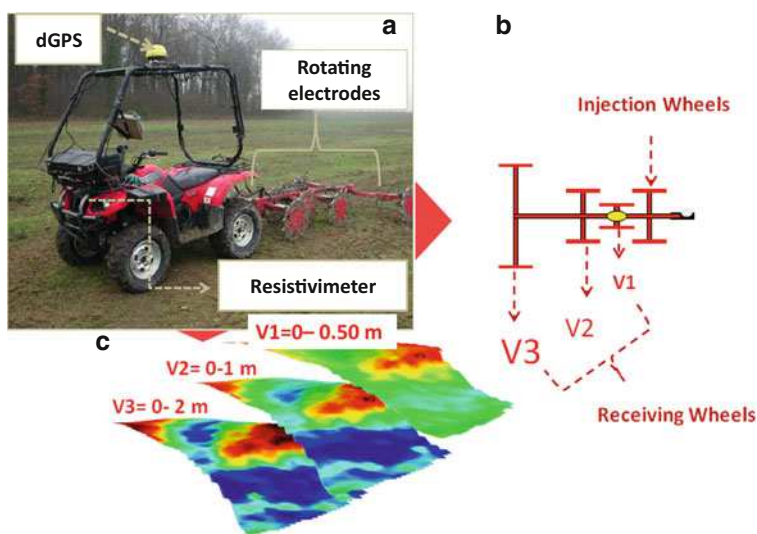 a
dGPS
Rotating
electrodes
Resistivimeter
b
Injection Wheels
V1
V2
V3
Receiving Wheels
c
V1=0– 0.50 m
V2= 0-1 m
V3= 0- 2 m